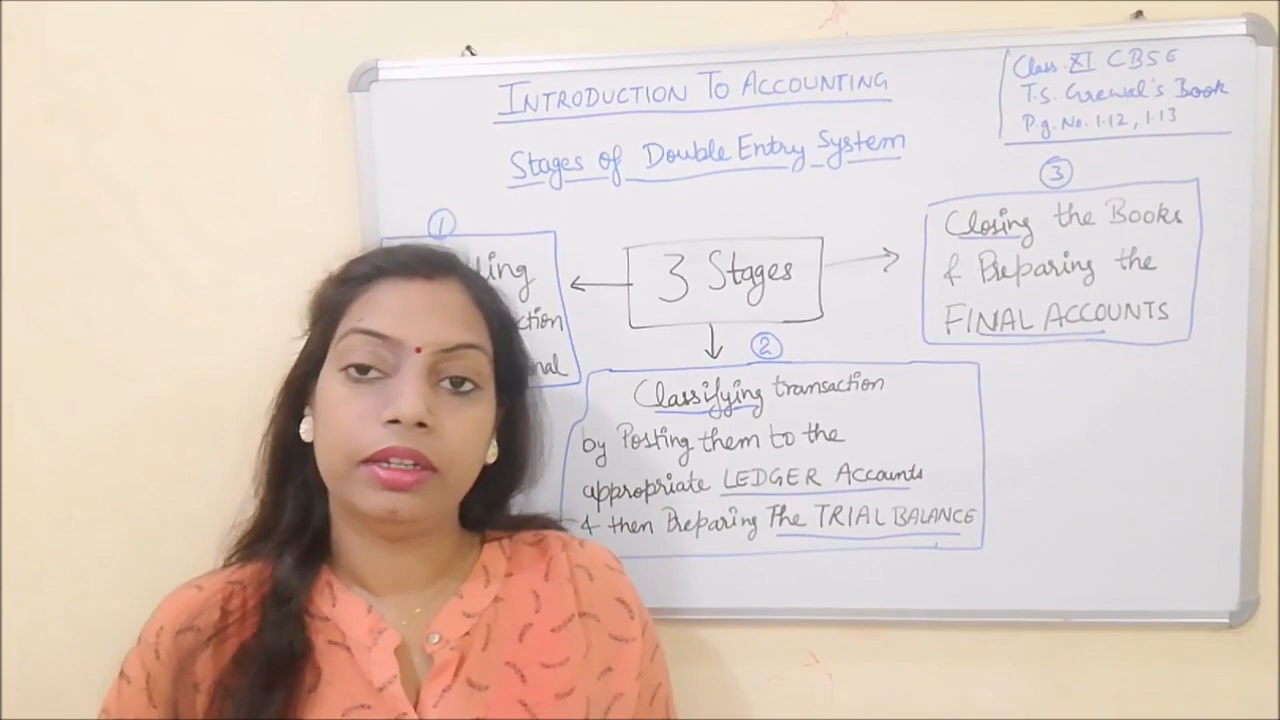 INTRODUCTION TO ACCOUNTING
Class XI CBSE
T.S. Grewal's Book
Pg. No. 1.12, 1.13
Stages of Double Entry System
3 Stages
1
2
Classifying transaction
by Posting them to the
appropriate LEDGER Accounts
& then Preparing The TRIAL BALANCE
3
Closing the Books
& Preparing the
FINAL ACCOUNTS